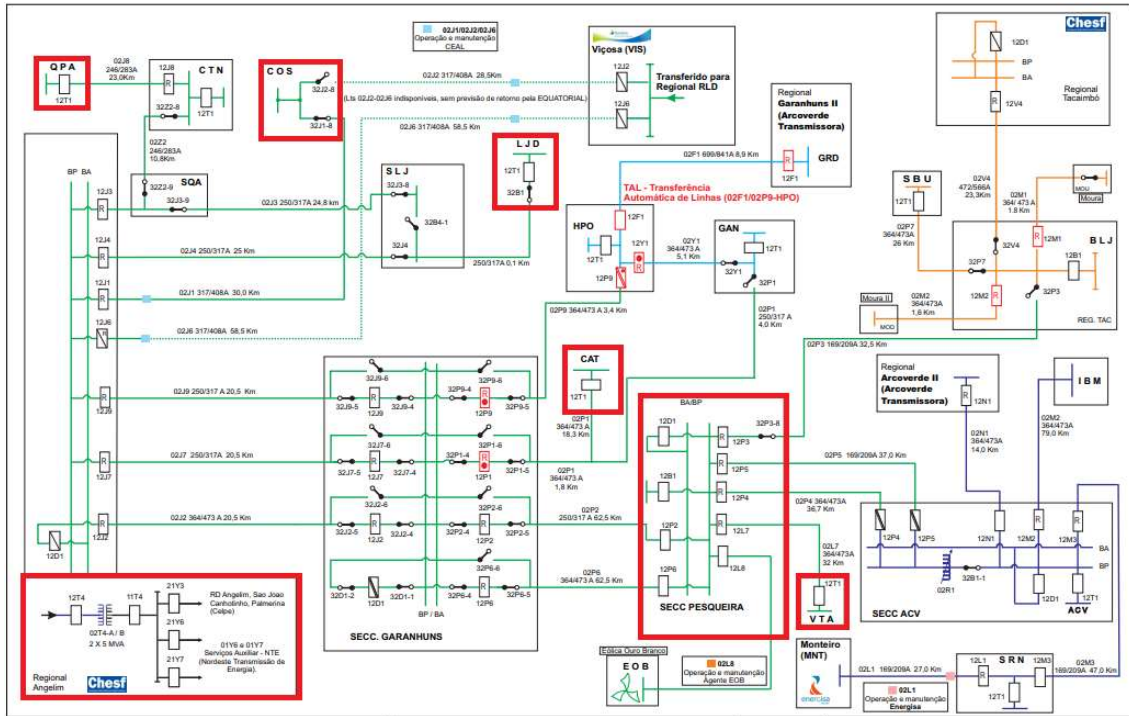 02J1/02J2/02J6
Operação e manutenção
CEAL
Viçosa (VIS)
12J2
Transferido para
Regional RLD
12J6
Chesf
12D1
BP
BA
12V4
Regional
Tacaimbó
QPA
12T1
02J8
246/283A
23,0Km
12J8
R
CTN
12T1
32Z2-8
COS
32J2-8
32J1-8
02J2 317/408A 28,5Km
(Lts 02J2-02J6 indisponíveis, sem previsão de retorno pela EQUATORIAL)
02J6 317/408A 58,5 Km
Regional
Garanhuns II
(Arcoverde
Transmissora)
02F1 699/841A 8,9 Km
R
12F1
GRD
02Z2
246/283A
10,8Km
32Z2-9
SQA
32J3-9
BP BA
12J3
R
12J4
R
12J1
R
12J6
R
12J9
R
12J7
R
12J2
R
12D1
SLJ
32J3-8
32B4-1
32J4
02J3 250/317A 24,8 km
02J4 250/317A 25 Km
02J1 317/408A 30,0 Km
02J6 317/408A 58,5 Km
LJD
12T1
32B1
250/317A 0,1 Km
TAL - Transferência
Automática de Linhas (02F1/02P9-HPO)
HPO
12F1
12T1
12Y1
R
12P9
02Y1
364/473 A
5,1 Km
GAN
12T1
32Y1
32P1
02P1
250/317 A
4,0 Km
02P9 364/473 A 3,4 Km
SBU
12T1
02P7
364/473A
26 Km
02V4
472/566A
23,3Km
02M1
364/ 473 A
1.8 Km
MOU
Moura
12M1
32V4
BLJ
32P7
12B1
12M2
32P3
REG. TAC
Moura II
MOD
02M2
364/473A
1,6 Km
02P3 169/209A 32,5 Km
02J9 250/317 A 20,5 Km
02J7 250/317A 20,5 Km
02J2 364/473 A 20,5 Km
32J9-6
32J9-5
12J9
32J9-4
32P9-6
32P9-4
12P9
32P9-5
32J7-6
32J7-5
12J7
32J7-4
32P1-6
32P1-4
12P1
32P1-5
32J2-6
32J2-5
12J2
32J2-4
32P2-6
32P2-4
12P2
32P2-5
32P6-6
32D1-2
12D1
32D1-1
32P6-4
12P6
32P6-5
BP / BA
SECC. GARANHUNS
CAT
12T1
02P1
364/473 A
18,3 Km
02P1
364/473 A
1,8 Km
02P2
250/317 A 62,5 Km
02P6
364/473 A 62,5 Km
BA/BP
12D1
12P3
32P3-8
12B1
12P5
12P4
12P2
12L7
12P6
12L8
SECC PESQUEIRA
02P5 169/209A 37,0 Km
02P4 364/473A
36,7 Km
02L7
364/473A
32 Km
12T1
VTA
Regional
Arcoverde II
(Arcoverde
Transmissora)
12N1
IBM
02M2
364/473A
79,0 Km
02N1
364/473A
14,0 Km
12P4
12P5
12N1
12M2
12M3
BA
BP
32B1-1
02R1
12D1
12T1
ACV
SECC ACV
12T4
11T4
02T4-A / B
2 X 5 MVA
21Y3
21Y6
21Y7
RD Angelim, Sao Joao
Canhotinho, Palmerina
(Celpe)
01Y6 e 01Y7
Serviços Auxiliar - NTE
(Nordeste Transmissão de
Energia).
Regional
Angelim
Chesf
Eólica Ouro Branco
EOB
02L8
Operação e manutenção
Agente EOB
Monteiro
(MNT)
energisa
02L1 169/209A 27,0 Km
02L1
Operação e manutenção
Energisa
SRN
12L1
12M3
12T1
02M3
169/209A 47,0 Km